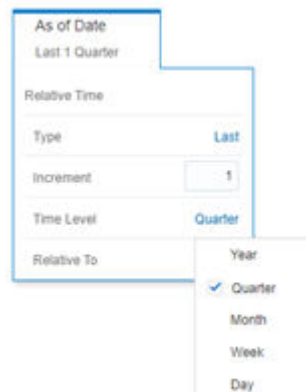 As of Date
Last 1 Quarter
Relative Time
Type Last
Increment 1
Time Level Quarter
Relative To
Year
Quarter
Month
Week
Day